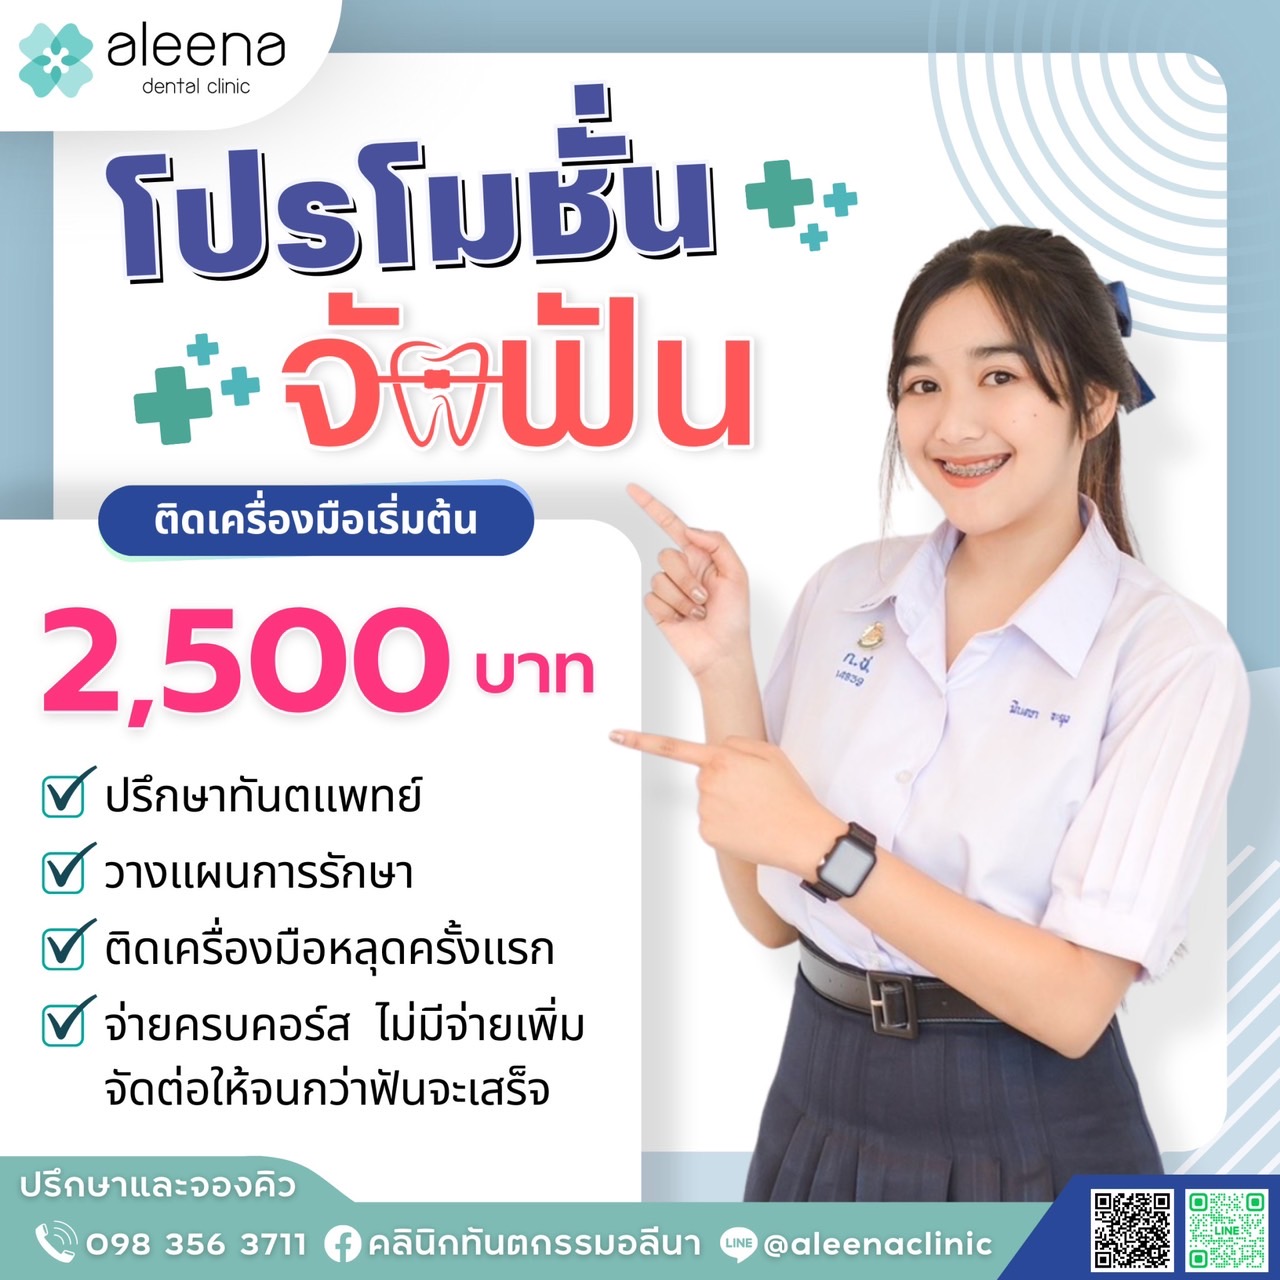 aleena
dental clinic
โปรโมชั่น
จัดฟัน
ติดเครื่องมือเริ่มต้น
2,500 บาท
ปรึกษาทันตแพทย์
วางแผนการรักษา
ติดเครื่องมือหลุดครั้งแรก
จ่ายครบคอร์ส ไม่มีจ่ายเพิ่ม
จัดต่อให้จนกว่าฟันจะเสร็จ
ปรึกษาและจองคิว
098 356 3711 คลินิกทันตกรรมอลีนา LINE @aleenaclinic
LINE